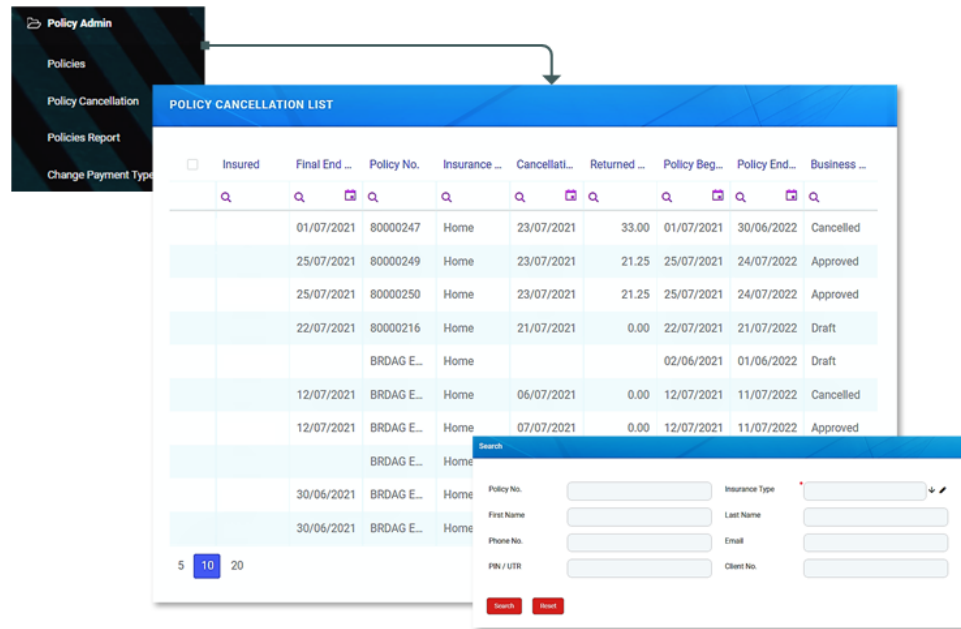 Policy Admin
Policies
Policy Cancellation
Policies Report
Change Payment Type
POLICY CANCELLATION LIST
Insured Final End ... Policy No. Insurance ... Cancellati... Returned ... Policy Beg... Policy End... Business ...
01/07/2021 80000247 Home 23/07/2021 33.00 01/07/2021 30/06/2022 Cancelled
25/07/2021 80000249 Home 23/07/2021 21.25 25/07/2021 24/07/2022 Approved
25/07/2021 80000250 Home 23/07/2021 21.25 25/07/2021 24/07/2022 Approved
22/07/2021 80000216 Home 21/07/2021 0.00 22/07/2021 21/07/2022 Draft
BRDAG E... Home 02/06/2021 01/06/2022 Draft
12/07/2021 BRDAG E... Home 06/07/2021 0.00 12/07/2021 11/07/2022 Cancelled
12/07/2021 BRDAG E... Home 07/07/2021 0.00 12/07/2021 11/07/2022 Approved
BRDAG E... Home
30/06/2021 BRDAG E... Home
30/06/2021 BRDAG E... Home
5 10 20
Search
Policy No. Insurance Type *
First Name Last Name
Phone No. Email
PIN / UTR Client No.
Search Reset